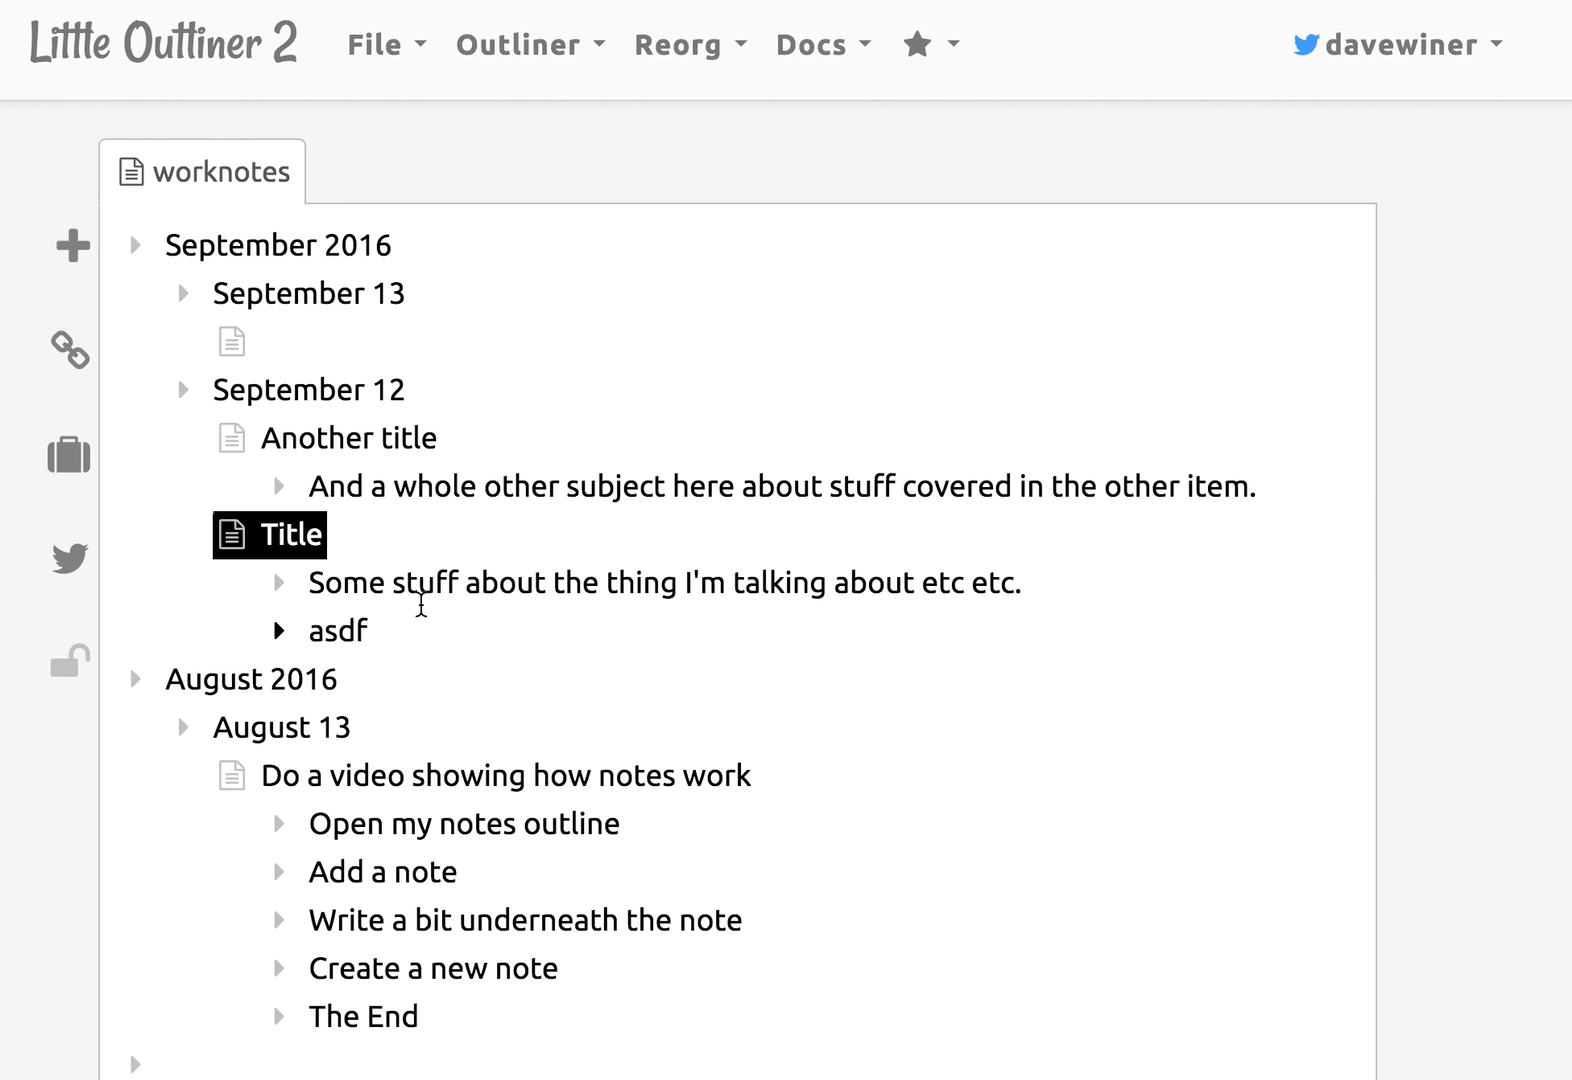 Little Outliner 2 File Outliner Reorg Docs davewiner
worknotes
September 2016
September 13
September 12
Another title
And a whole other subject here about stuff covered in the other item.
Title
Some stuff about the thing I'm talking about etc etc.
asdf
August 2016
August 13
Do a video showing how notes work
Open my notes outline
Add a note
Write a bit underneath the note
Create a new note
The End